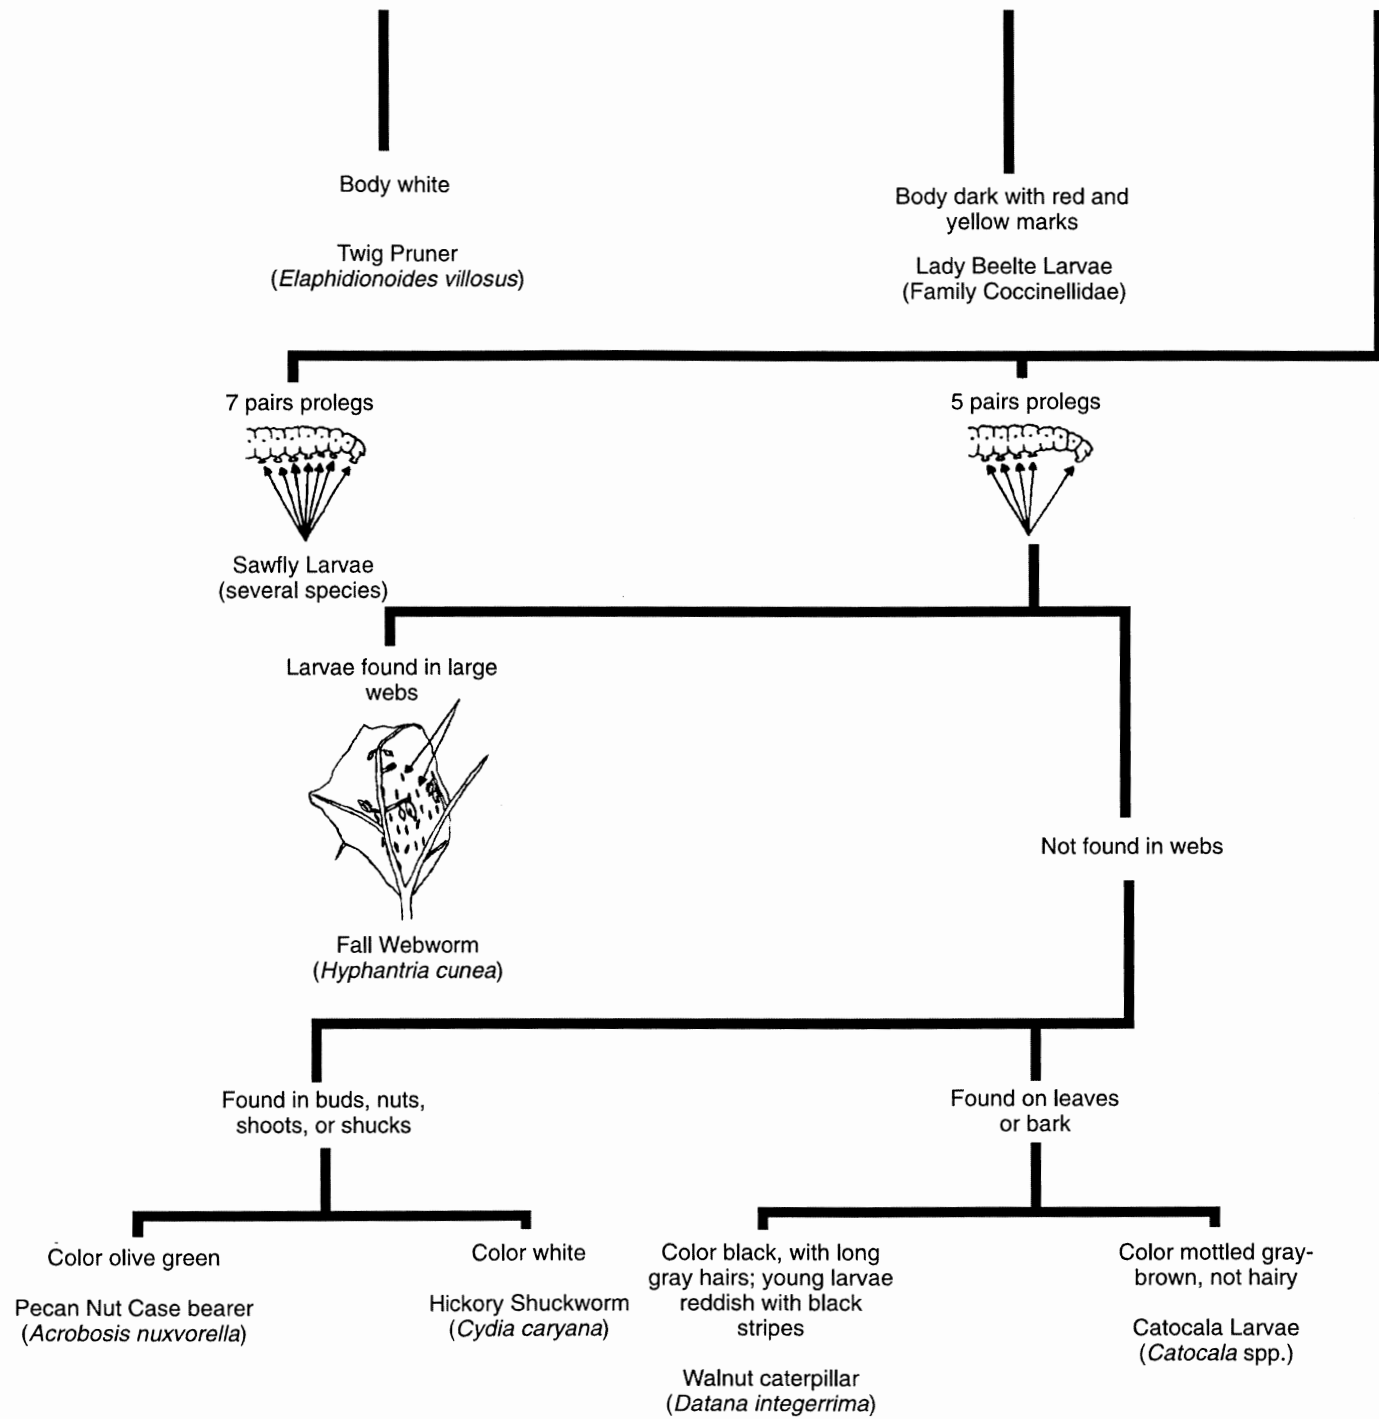 Body white
Twig Pruner
(Elaphidionoides villosus)
Body dark with red and
yellow marks
Lady Beelte Larvae
(Family Coccinellidae)
7 pairs prolegs
5 pairs prolegs
Sawfly Larvae
(several species)
Larvae found in large
webs
Not found in webs
Fall Webworm
(Hyphantria cunea)
Found in buds, nuts,
shoots, or shucks
Found on leaves
or bark
Color olive green
Pecan Nut Case bearer
(Acrobosis nuxvorella)
Color white
Hickory Shuckworm
(Cydia caryana)
Color black, with long
gray hairs; young larvae
reddish with black
stripes
Walnut caterpillar
(Datana integerrima)
Color mottled gray-
brown, not hairy
Catocala Larvae
(Catocala spp.)